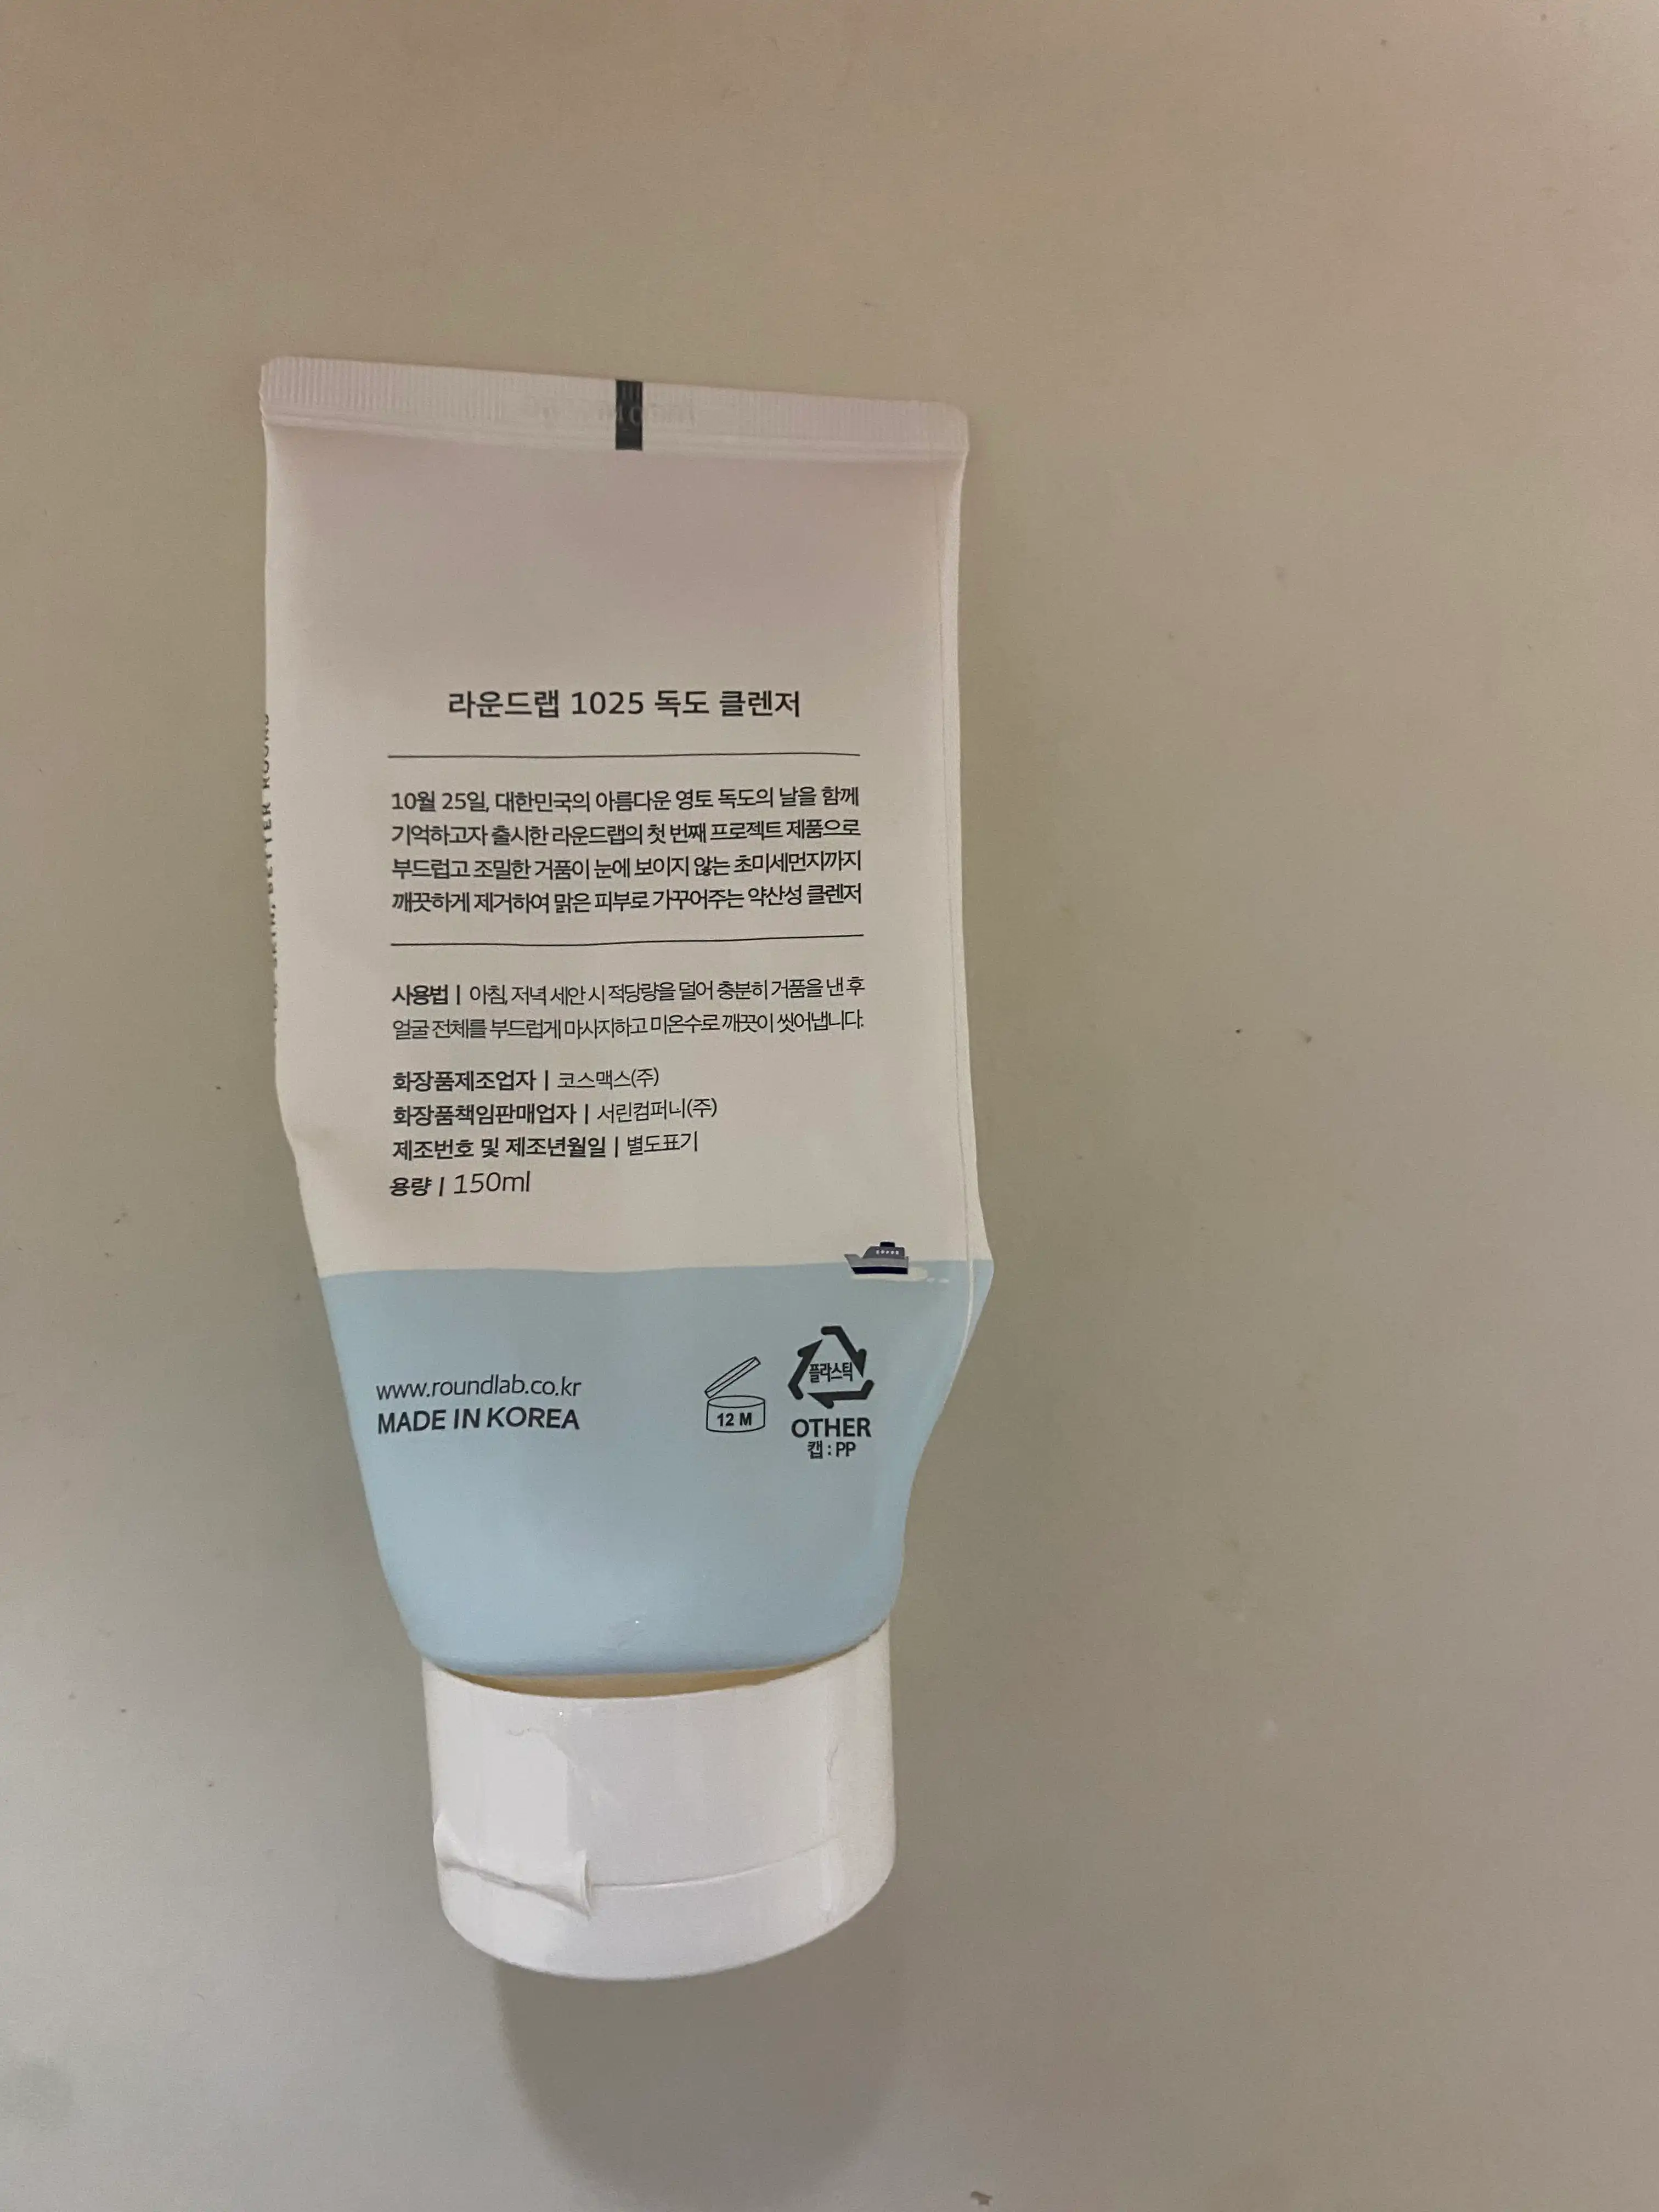 라운드랩 1025 독도 클렌저
10월 25일, 대한민국의 아름다운 영토 독도의 날을 함께
기억하고자 출시한 라운드랩의 첫 번째 프로젝트 제품으로
부드럽고 조밀한 거품이 눈에 보이지 않는 초미세먼지까지
깨끗하게 제거하여 맑은 피부로 가꾸어주는 약산성 클렌저
사용법 | 아침, 저녁 세안 시 적당량을 덜어 충분히 거품을 낸 후
얼굴 전체를 부드럽게 마사지하고 미온수로 깨끗이 씻어냅니다.
화장품제조업자 | 코스맥스(주)
화장품책임판매업자 | 서린컴퍼니(주)
제조번호 및 제조년월일 | 별도표기
용량 | 150ml
www.roundlab.co.kr
MADE IN KOREA
12 M
플라스틱
OTHER
캡 : PP